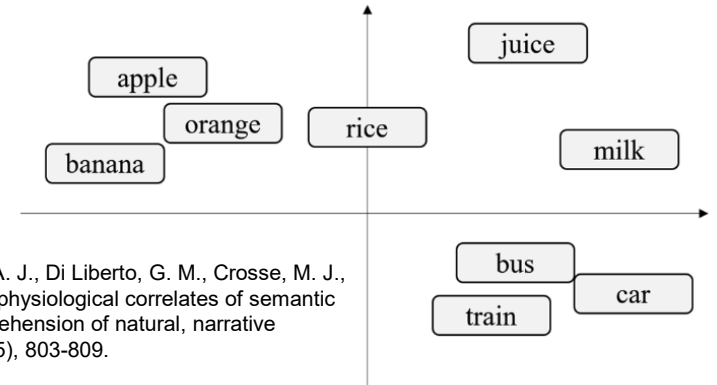 juice
apple
orange
rice
banana
milk
bus
car
train
A. J., Di Liberto, G. M., Crosse, M. J.,
physiological correlates of semantic
ehension of natural, narrative
5), 803-809.